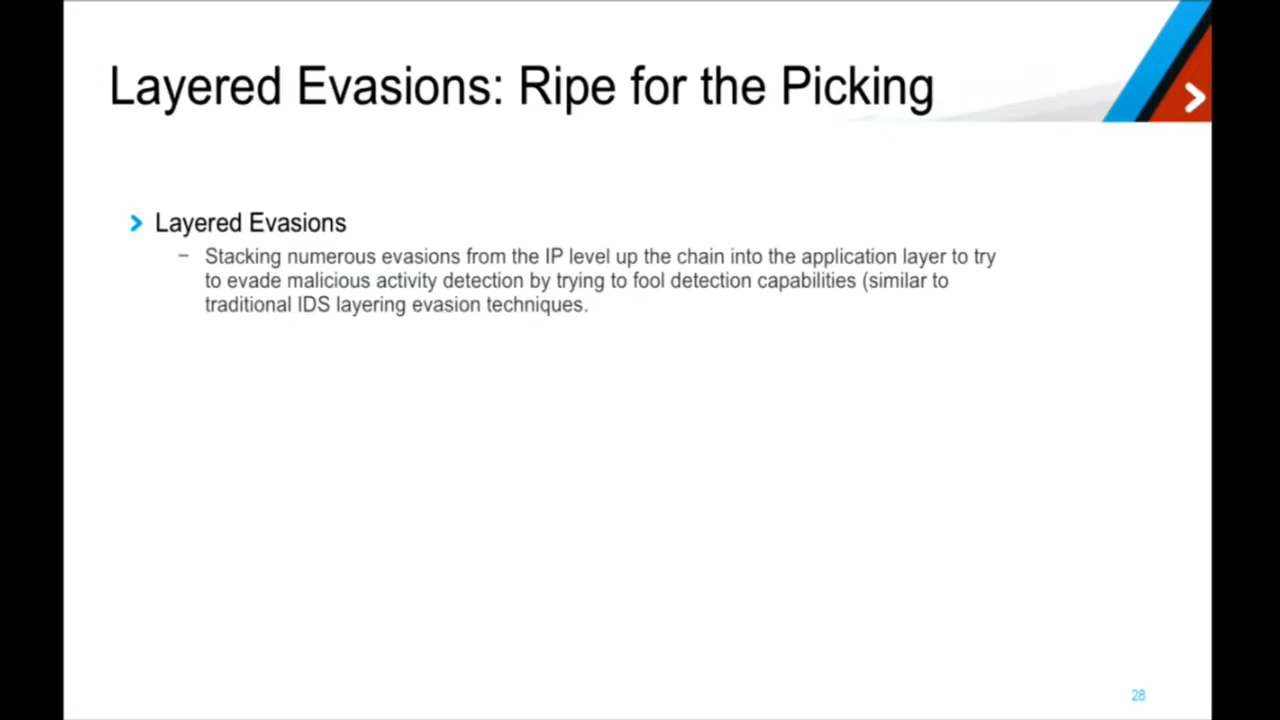 Layered Evasions: Ripe for the Picking
Layered Evasions
– Stacking numerous evasions from the IP level up the chain into the application layer to try
to evade malicious activity detection by trying to fool detection capabilities (similar to
traditional IDS layering evasion techniques.
28